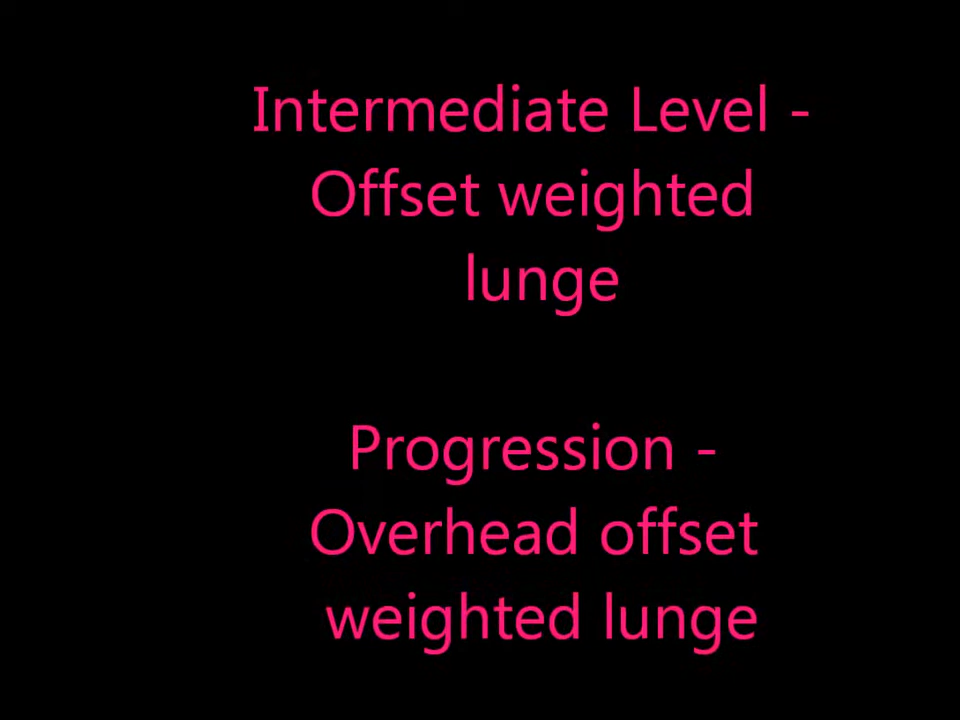 Intermediate Level -
Offset weighted
lunge
Progression -
Overhead offset
weighted lunge